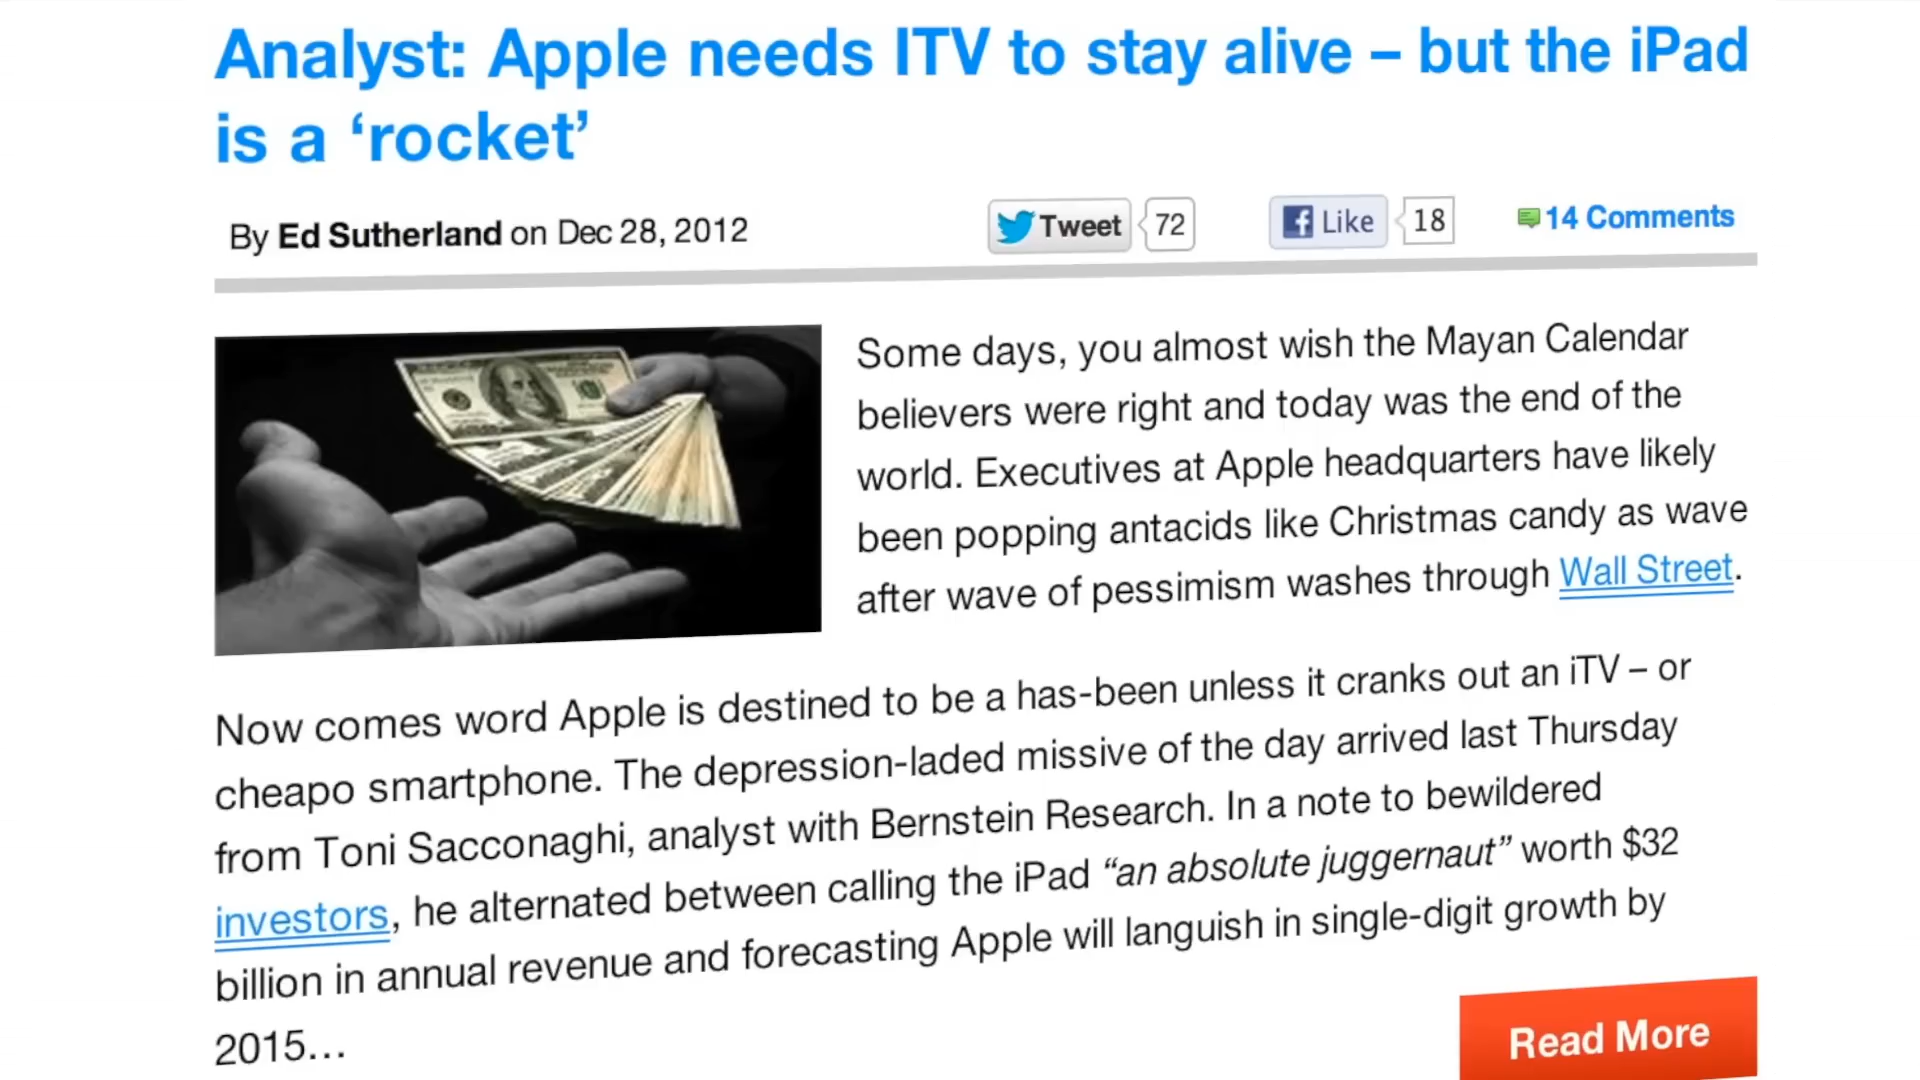 Analyst: Apple needs ITV to stay alive – but the iPad
is a ‘rocket’
By Ed Sutherland on Dec 28, 2012
Tweet 72 Like 18 14 Comments
Some days, you almost wish the Mayan Calendar
believers were right and today was the end of the
world. Executives at Apple headquarters have likely
been popping antacids like Christmas candy as wave
after wave of pessimism washes through Wall Street.
Now comes word Apple is destined to be a has-been unless it cranks out an iTV – or
cheapo smartphone. The depression-laded missive of the day arrived last Thursday
from Toni Sacconaghi, analyst with Bernstein Research. In a note to bewildered
investors, he alternated between calling the iPad “an absolute juggernaut” worth $32
billion in annual revenue and forecasting Apple will languish in single-digit growth by
2015…
Read More